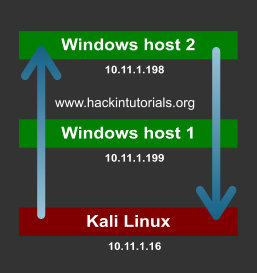 Windows host 2
10.11.1.198
www.hackintutorials.org
Windows host 1
10.11.1.199
Kali Linux
10.11.1.16